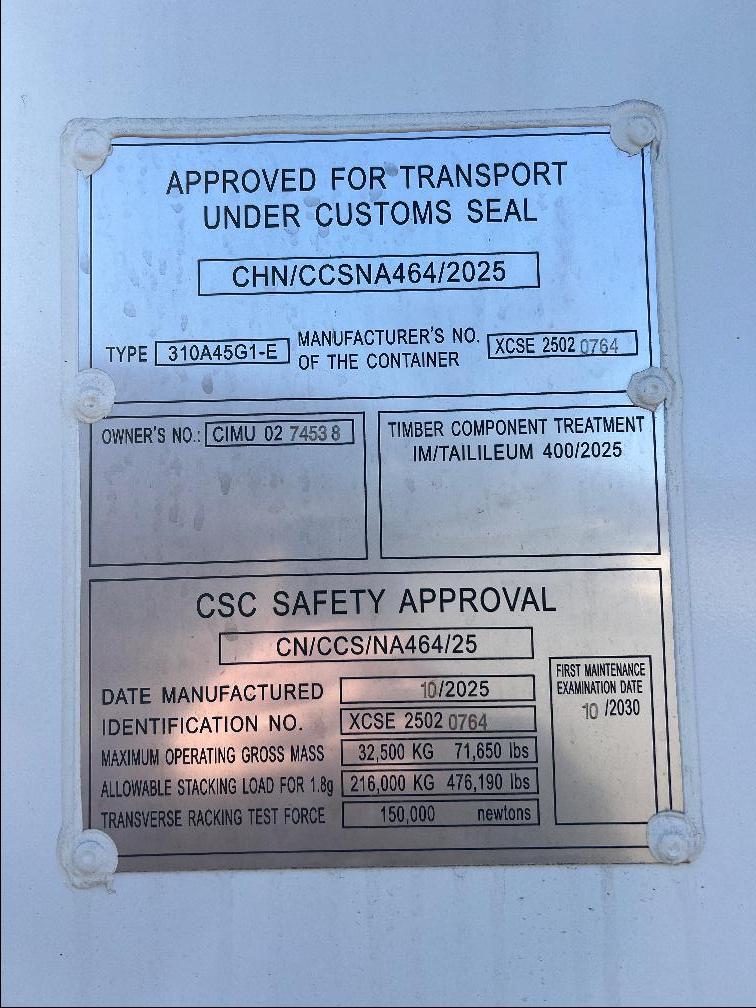 APPROVED FOR TRANSPORT
UNDER CUSTOMS SEAL
CHN/CCSNA464/2025
TYPE 310A45G1-E MANUFACTURER'S NO. OF THE CONTAINER XCSE 2502 0764
OWNER'S NO.: CIMU 02 74538
TIMBER COMPONENT TREATMENT
IM/TAILILEUM 400/2025
CSC SAFETY APPROVAL
CN/CCS/NA464/25
DATE MANUFACTURED 10/2025
IDENTIFICATION NO. XCSE 2502 0764
MAXIMUM OPERATING GROSS MASS 32,500 KG 71,650 lbs
ALLOWABLE STACKING LOAD FOR 1.8g 216,000 KG 476,190 lbs
TRANSVERSE RACKING TEST FORCE 150,000 newtons
FIRST MAINTENANCE
EXAMINATION DATE
10 /2030